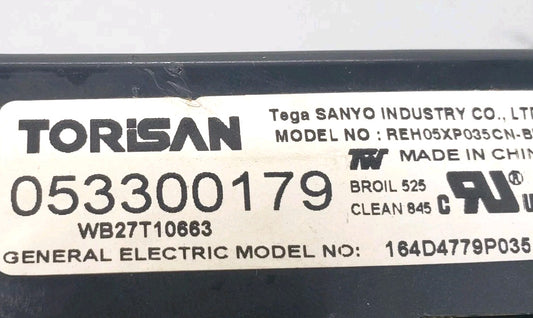 TORiSAN
Tega SANYO INDUSTRY CO., LT
MODEL NO : REH05XP035CN-B
MADE IN CHIN
053300179
BROIL 525
CLEAN 845
WB27T10663
GENERAL ELECTRIC MODEL NO: 164D4779P035